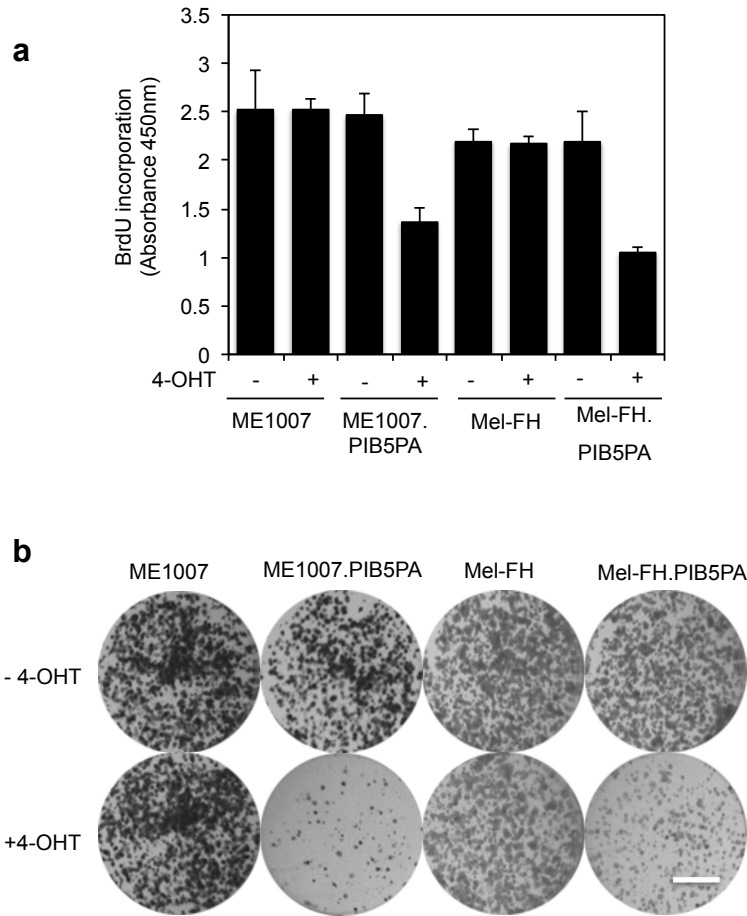 a
3.5
3
2.5
2
1.5
1
0.5
0
BrdU incorporation
(Absorbance 450nm)
4-OHT - + - + - + - +
ME1007
ME1007.
PIB5PA
Mel-FH
Mel-FH.
PIB5PA
b
ME1007 ME1007.PIB5PA Mel-FH Mel-FH.PIB5PA
- 4-OHT
+4-OHT